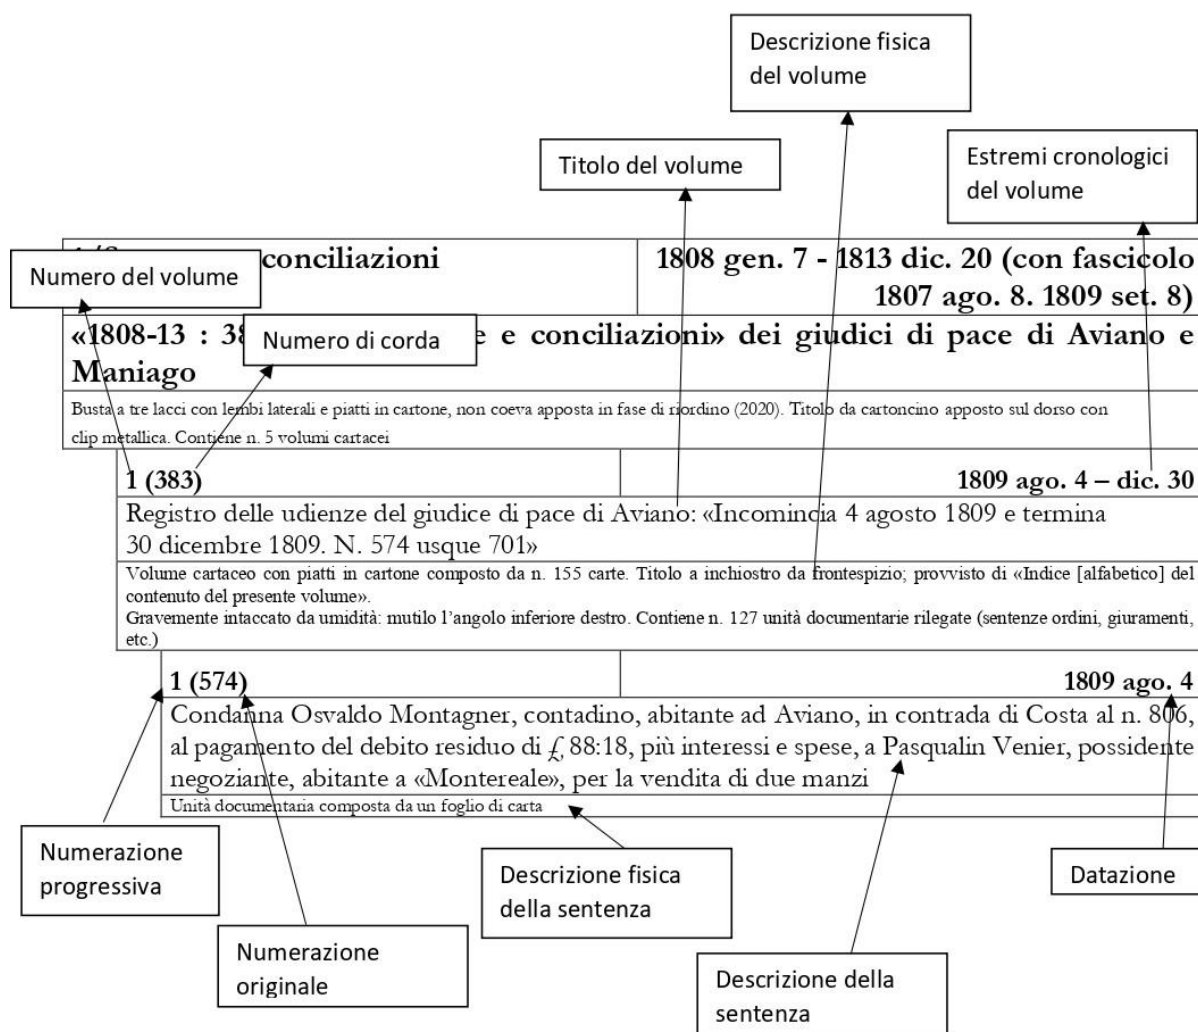 Descrizione fisica
del volume
Titolo del volume
Estremi cronologici
del volume
conciliazioni
1808 gen. 7 - 1813 dic. 20 (con fascicolo
1807 ago. 8. 1809 set. 8)
Numero del volume
«1808-13 : 38 e e conciliazioni» dei giudici di pace di Aviano e
Maniago
Numero di corda
Busta a tre lacci con lembi laterali e piatti in cartone, non coeva apposta in fase di riordino (2020). Titolo da cartoncino apposto sul dorso con
clip metallica. Contiene n. 5 volumi cartacei
1 (383)
1809 ago. 4 – dic. 30
Registro delle udienze del giudice di pace di Aviano: «Incomincia 4 agosto 1809 e termina
30 dicembre 1809. N. 574 usque 701»
Volume cartaceo con piatti in cartone composto da n. 155 carte. Titolo a inchiostro da frontespizio; provvisto di «Indice [alfabetico] del
contenuto del presente volume».
Gravemente intaccato da umidità: mutilo l’angolo inferiore destro. Contiene n. 127 unità documentarie rilegate (sentenze ordini, giuramenti,
etc.)
1 (574)
1809 ago. 4
Condanna Osvaldo Montagner, contadino, abitante ad Aviano, in contrada di Costa al n. 806,
al pagamento del debito residuo di £ 88:18, più interessi e spese, a Pasqualin Venier, possidente
negoziante, abitante a «Montereale», per la vendita di due manzi
Unità documentaria composta da un foglio di carta
Numerazione
progressiva
Descrizione fisica
della sentenza
Datazione
Numerazione
originale
Descrizione della
sentenza